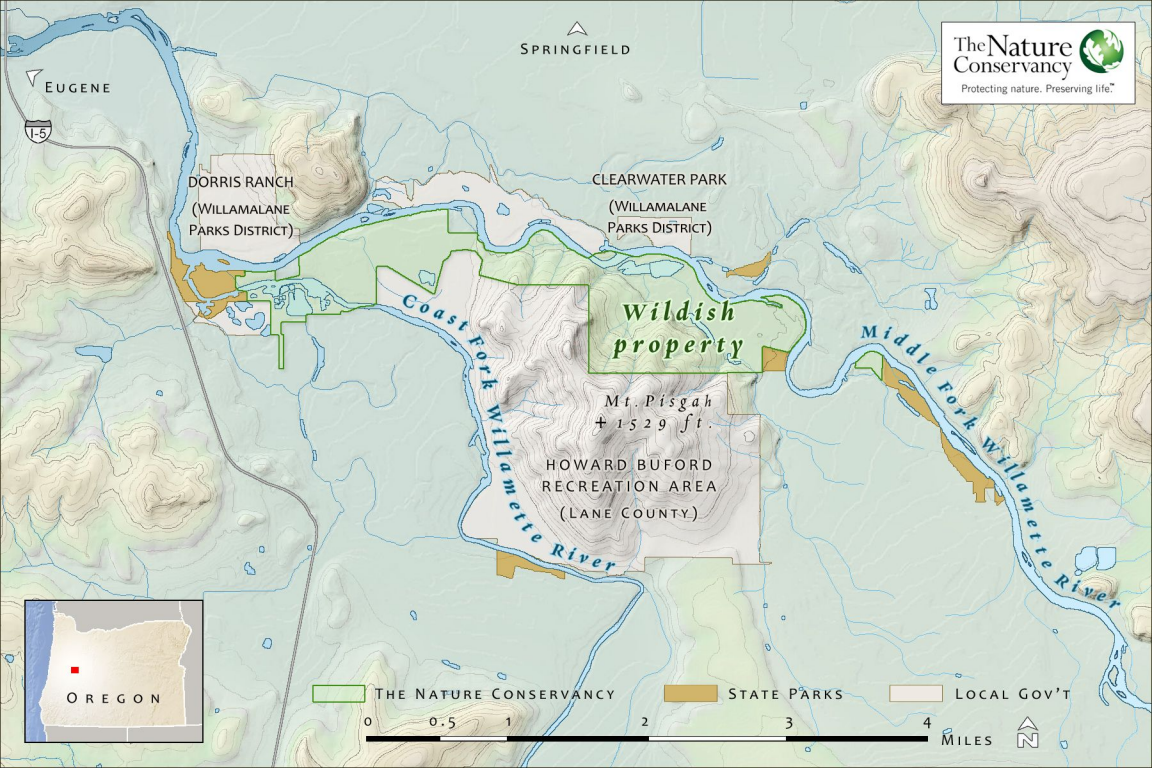 Springfield
The Nature
Conservancy
Protecting nature. Preserving life.™
Eugene
I-5
DORRIS RANCH
(Willamalane
Parks District)
CLEARWATER PARK
(Willamalane
Parks District)
Wildish
property
Coast Fork Willamette River
Middle Fork Willamette River
Mt.Pisgah
+ 1529 ft.
HOWARD BUFORD
RECREATION AREA
(Lane County)
Oregon
The Nature Conservancy
State Parks
Local Gov't
0 0.5 1 2 3 4
Miles
N